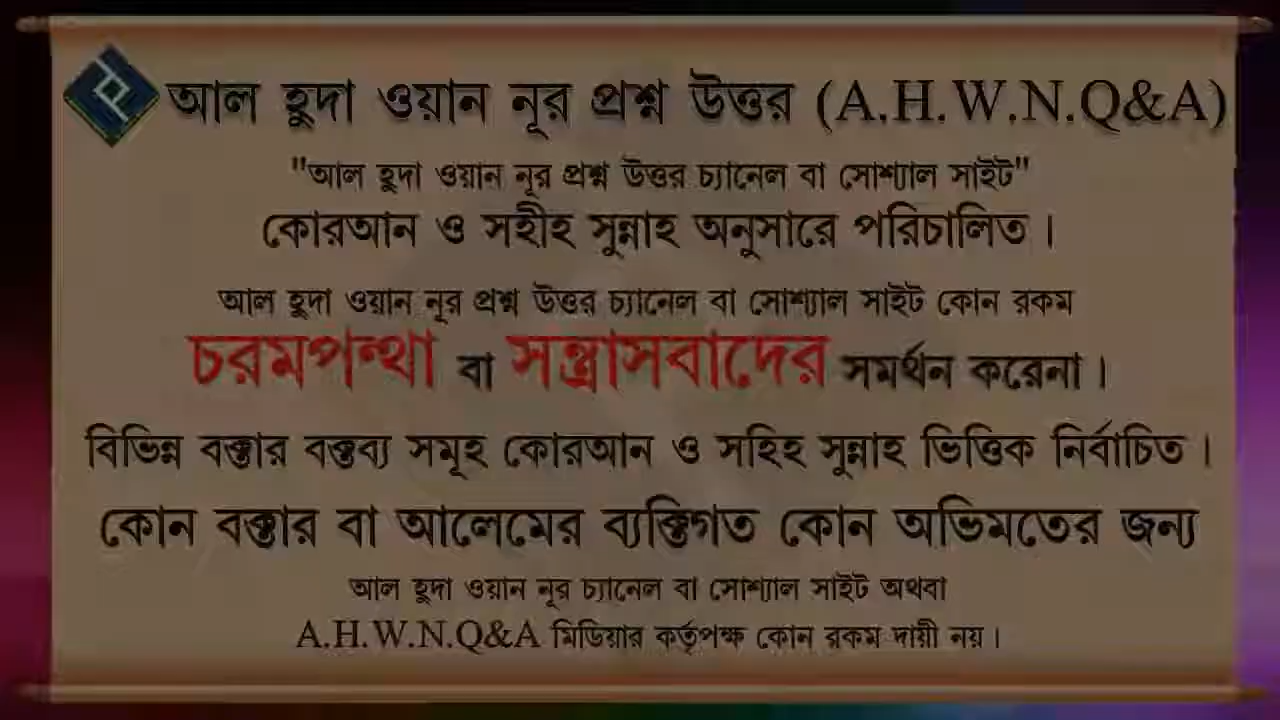 আল হুদা ওয়ান নূর প্রশ্ন উত্তর (A.H.W.N.Q&A)
"আল হুদা ওয়ান নূর প্রশ্ন উত্তর চ্যানেল বা সোশ্যাল সাইট"
কোরআন ও সহীহ সুন্নাহ অনুসারে পরিচালিত ।
আল হুদা ওয়ান নূর প্রশ্ন উত্তর চ্যানেল বা সোশ্যাল সাইট কোন রকম
চরমপন্থা বা সন্ত্রাসবাদের সমর্থন করেনা ।
বিভিন্ন বক্তার বক্তব্য সমূহ কোরআন ও সহিহ সুন্নাহ ভিত্তিক নির্বাচিত ।
কোন বক্তার বা আলেমের ব্যক্তিগত কোন অভিমতের জন্য
আল হুদা ওয়ান নূর চ্যানেল বা সোশ্যাল সাইট অথবা
A.H.W.N.Q&A মিডিয়ার কর্তৃপক্ষ কোন রকম দায়ী নয় ।